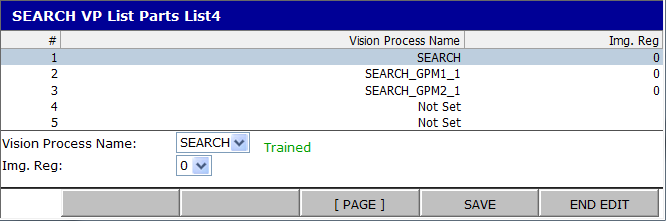 SEARCH VP List Parts List4
# Vision Process Name Img. Reg
1 SEARCH 0
2 SEARCH_GPM1_1 0
3 SEARCH_GPM2_1 0
4 Not Set
5 Not Set
Vision Process Name: SEARCH Trained
Img. Reg: 0
[ PAGE ] SAVE END EDIT